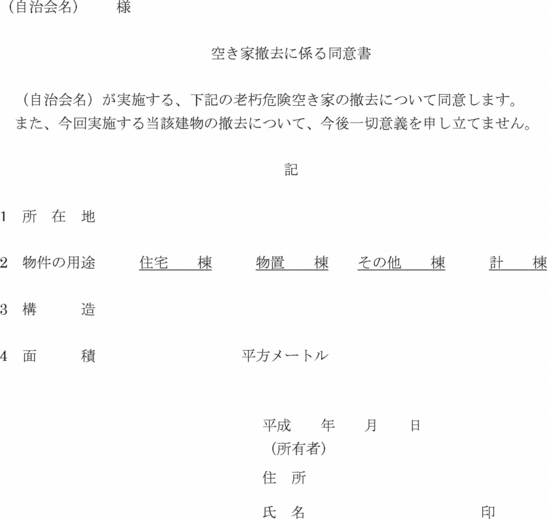 （自治会名）　　様
空き家撤去に係る同意書
（自治会名）が実施する、下記の老朽危険空き家の撤去について同意します。
また、今回実施する当該建物の撤去について、今後一切意義を申し立てません。
記
1　所　在　地
2　物件の用途　　　住宅　　棟　　　物置　　棟　　その他　　棟　　　計　　棟
3　構　　　造
4　面　　　積　　　　　　　　　　平方メートル
平成　　年　　月　　日
（所有者）
住　所
氏　名　　　　　　　　　　　　印